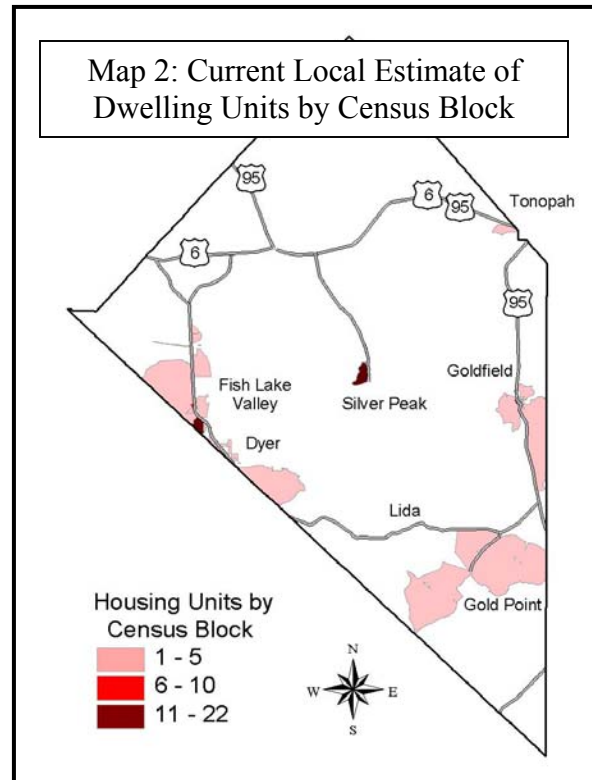 Map 2: Current Local Estimate of
Dwelling Units by Census Block
95
6
95
Tonopah
6
95
Goldfield
Fish Lake
Valley
Silver Peak
Dyer
Lida
Gold Point
Housing Units by
Census Block
1 - 5
6 - 10
11 - 22
N
W
E
S